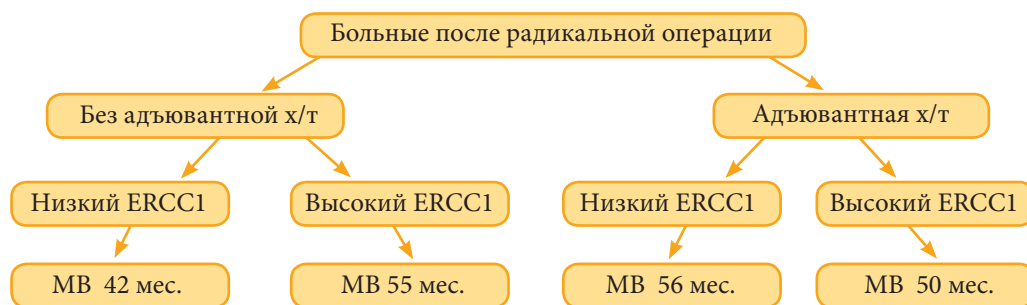 Больные после радикальной операции
Без адъювантной х/т
Адъювантная х/т
Низкий ERCC1
Высокий ERCC1
Низкий ERCC1
Высокий ERCC1
МВ 42 мес.
МВ 55 мес.
МВ 56 мес.
МВ 50 мес.